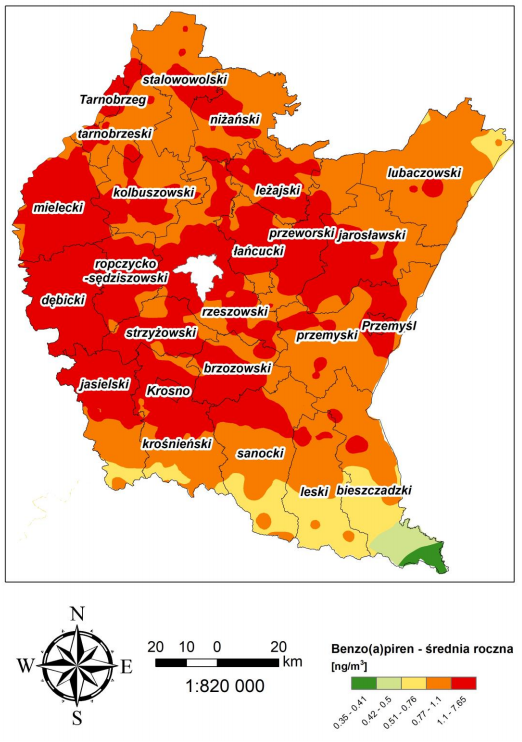 stalowowolski
Tarnobrzeg
niżański
tarnobrzeski
lubaczowski
kolbuszowski
leżajski
mielecki
przeworski
jarosławski
łańcucki
ropczycko
-sędziszowski
dębicki
rzeszowski
strzyżowski
przemyski
Przemyśl
brzozowski
jasielski
Krosno
krośnieński
sanocki
leski
bieszczadzki
N
W
E
S
20 10 0 20
km
1:820 000
Benzo(a)piren - średnia roczna
[ng/m³]
0.35 - 0.41
0.42 - 0.5
0.51 - 0.76
0.77 - 1.1
1.1 - 7.65